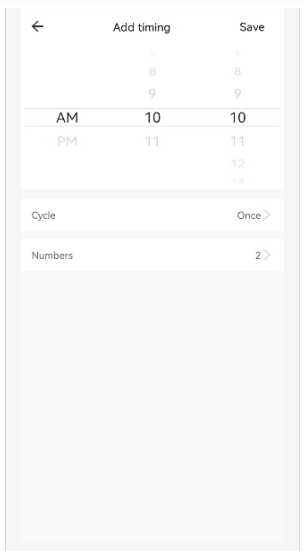 Add timing Save
8 8
9 9
AM 10 10
PM 11 11
12
Cycle Once
Numbers 2